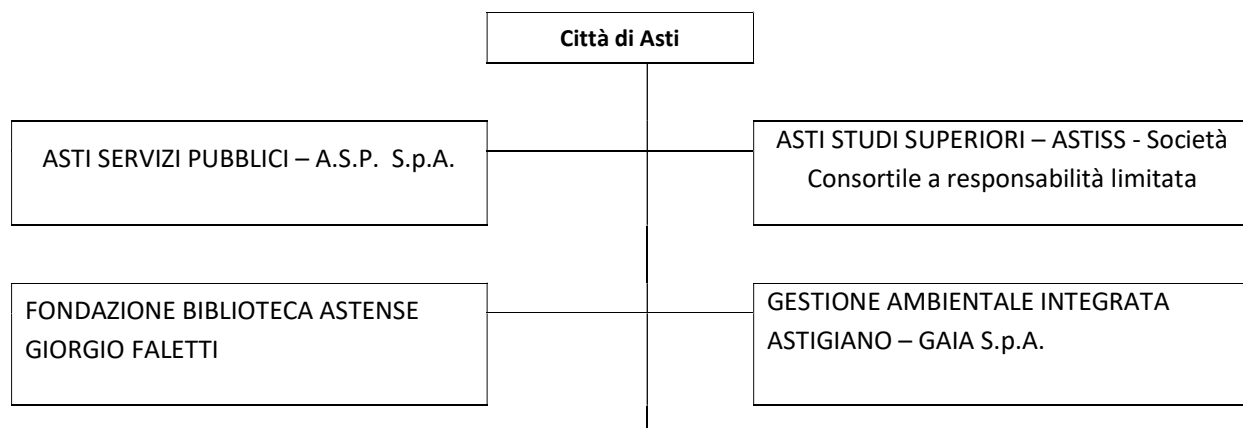 Città di Asti
ASTI SERVIZI PUBBLICI – A.S.P. S.p.A.
ASTI STUDI SUPERIORI – ASTISS - Società
Consortile a responsabilità limitata
FONDAZIONE BIBLIOTECA ASTENSE
GIORGIO FALETTI
GESTIONE AMBIENTALE INTEGRATA
ASTIGIANO – GAIA S.p.A.